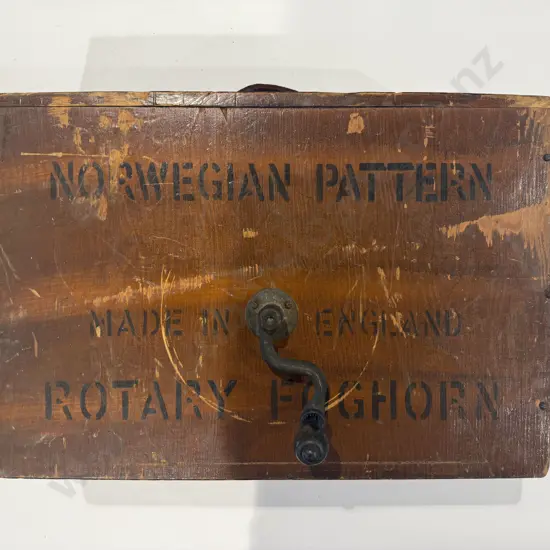 NORWEGIAN PATTERN
MADE IN ENGLAND
ROTARY FOGHORN